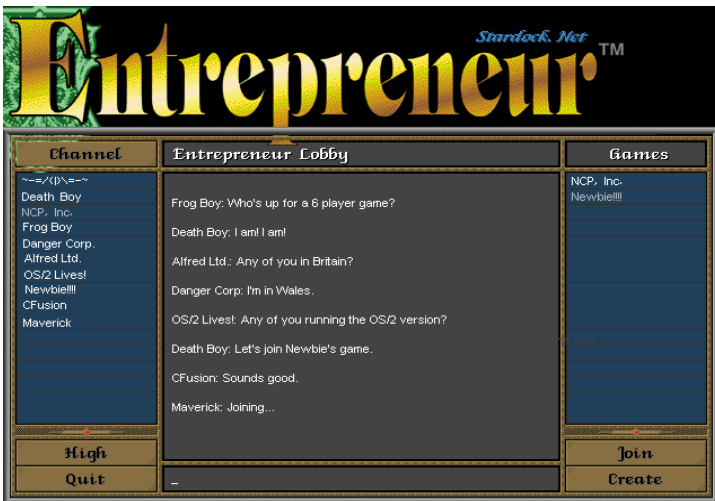 Stardock. Net
Entrepreneur™
Channel
Entrepreneur Lobby
Games
~-=/{|}\=-~
Death Boy
NCP, Inc.
Frog Boy
Danger Corp.
Alfred Ltd.
OS/2 Lives!
Newbie!!!!
CFusion
Maverick
Frog Boy: Who's up for a 6 player game?
Death Boy: I am! I am!
Alfred Ltd.: Any of you in Britain?
Danger Corp: I'm in Wales.
OS/2 Lives!: Any of you running the OS/2 version?
Death Boy: Let's join Newbie's game.
CFusion: Sounds good.
Maverick: Joining...
NCP, Inc.
Newbie!!!!
High
Quit
_
Join
Create